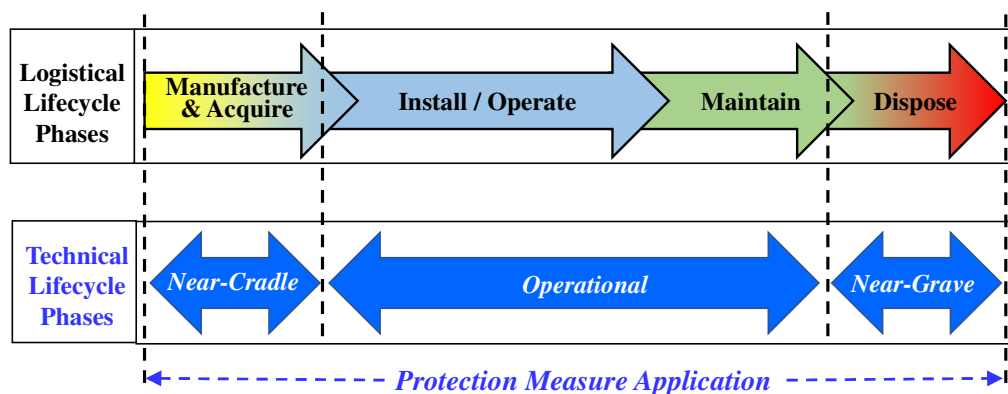 Logistical
Lifecycle
Phases
Manufacture
& Acquire
Install / Operate
Maintain
Dispose
Technical
Lifecycle
Phases
Near-Cradle
Operational
Near-Grave
Protection Measure Application